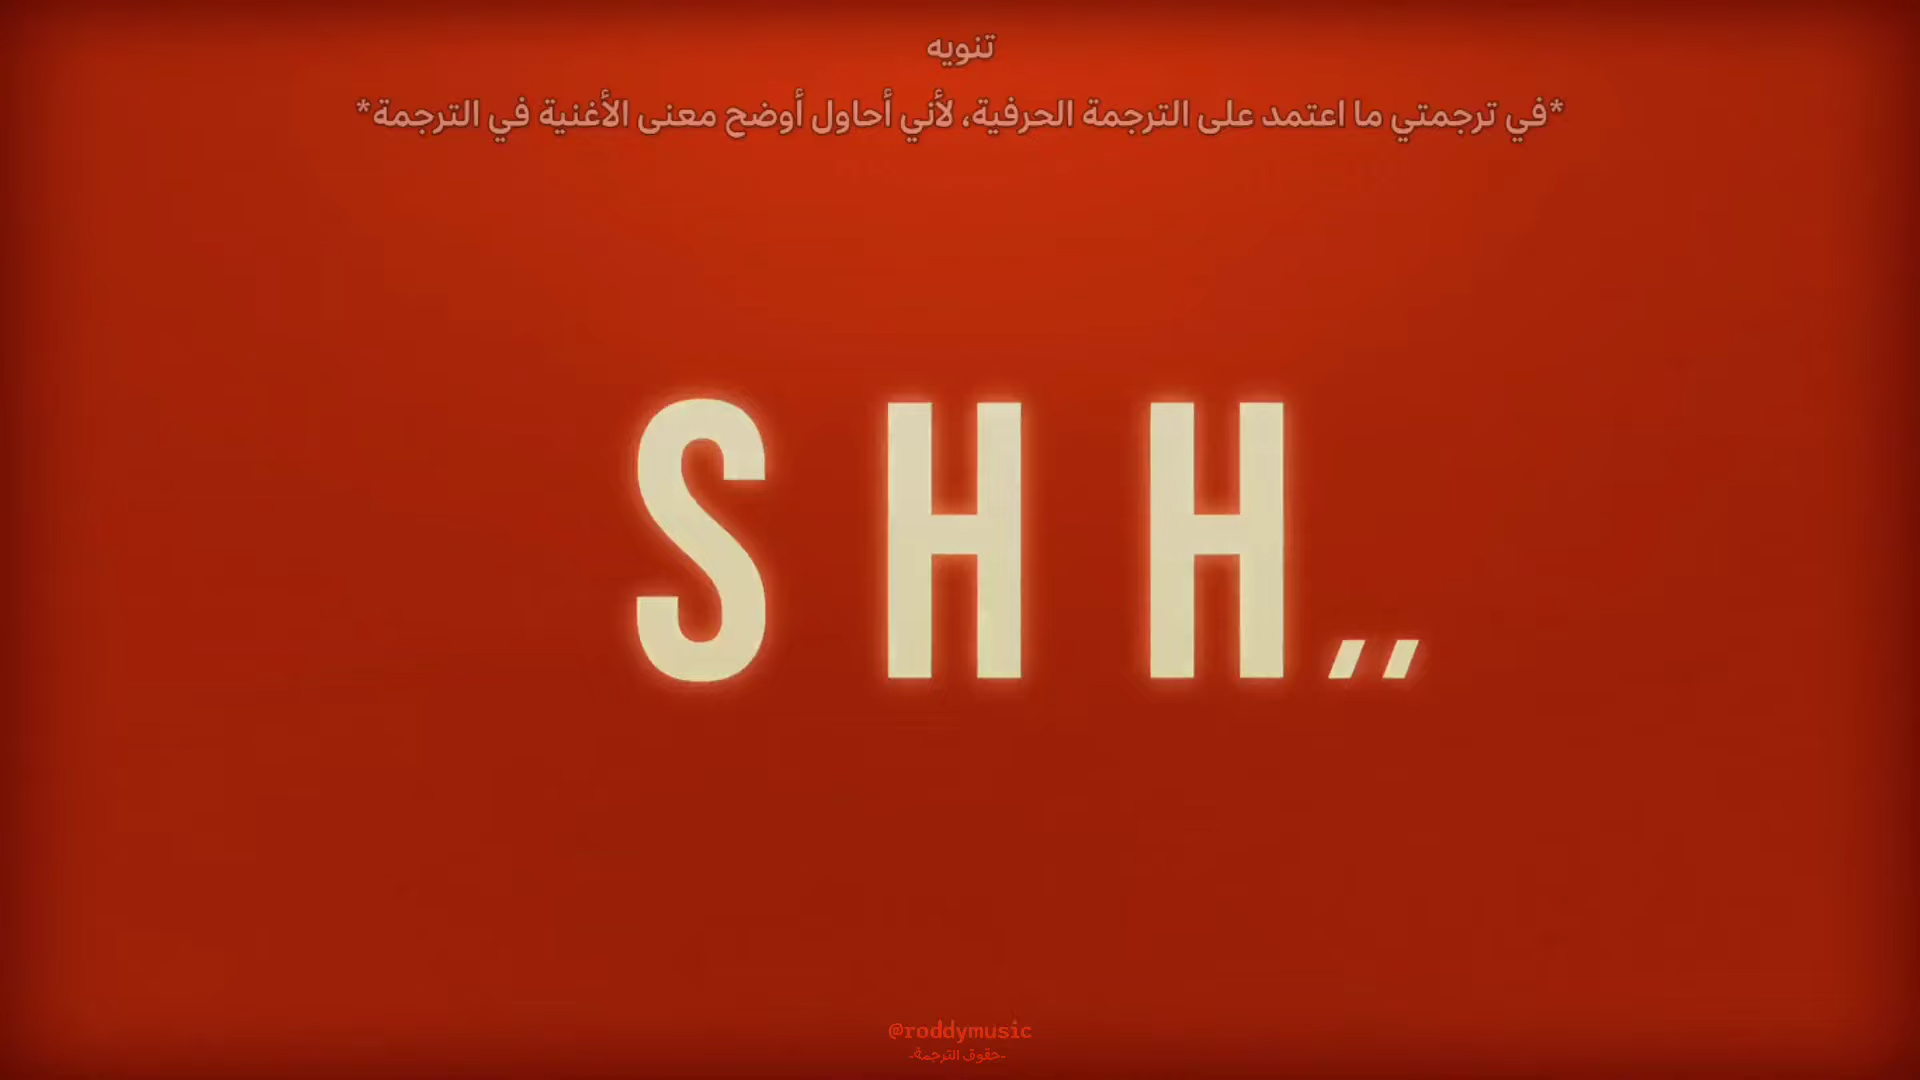 تنويه
*في ترجمتي ما اعتمد على الترجمة الحرفية، لأني أحاول أوضح معنى الأغنية في الترجمة*
SHH,,
@roddymusic
-حقوق الترجمة-